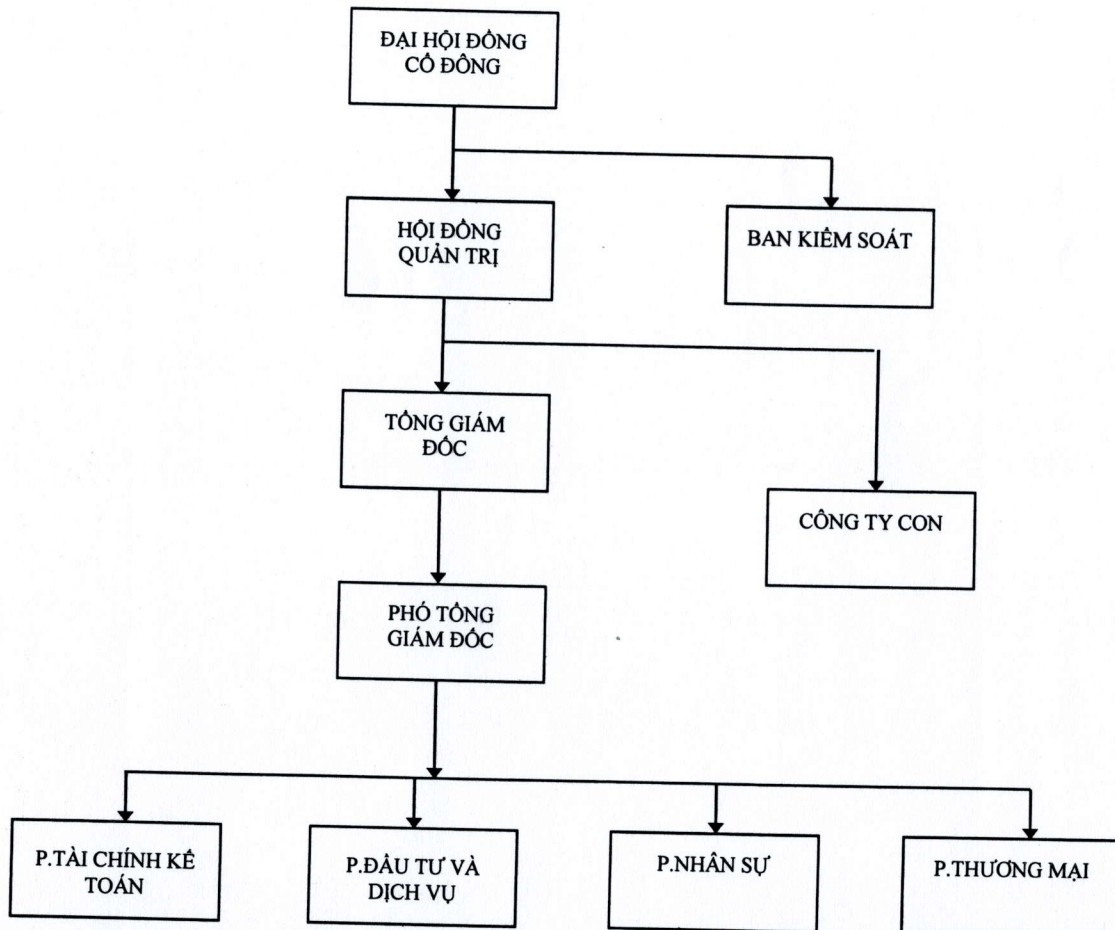 ĐẠI HỘI ĐỒNG
CỔ ĐÔNG
HỘI ĐỒNG
QUẢN TRỊ
BAN KIỂM SOÁT
TỔNG GIÁM
ĐỐC
CÔNG TY CON
PHÓ TỔNG
GIÁM ĐỐC
P.TÀI CHÍNH KẾ
TOÁN
P.ĐẦU TƯ VÀ
DỊCH VỤ
P.NHÂN SỰ
P.THƯƠNG MẠI